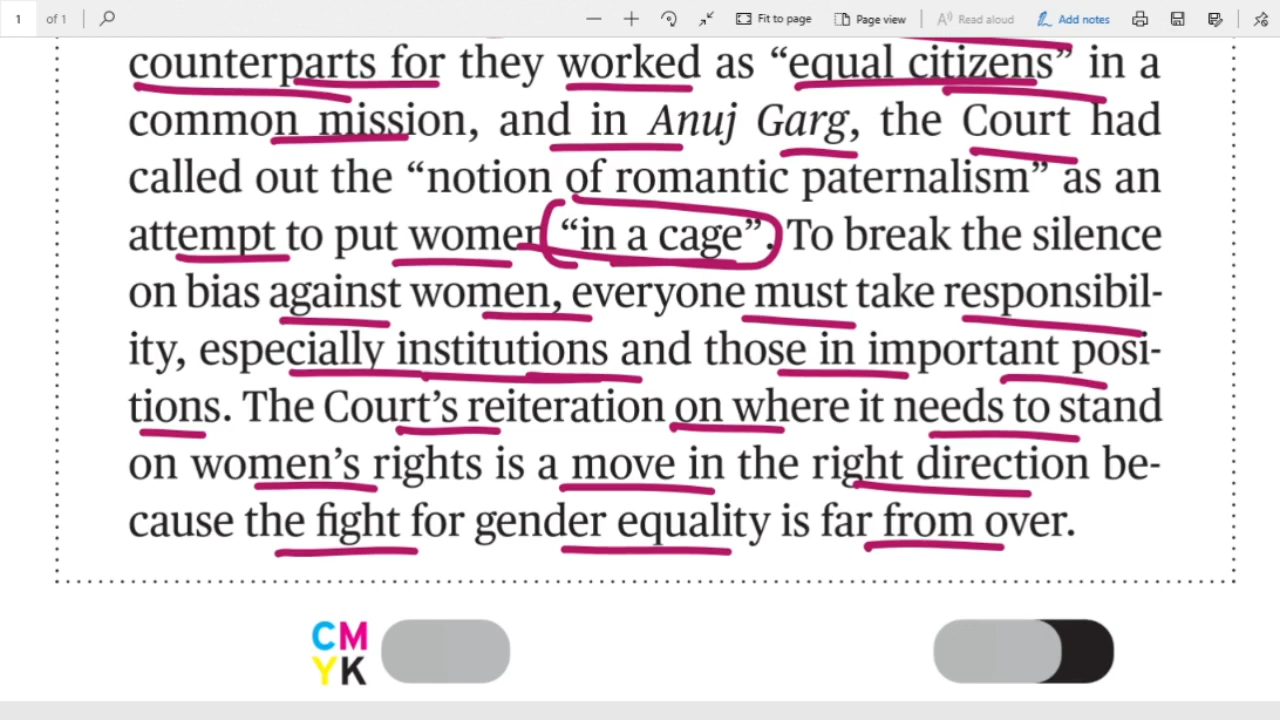 1 of 1 Fit to page Page view Read aloud Add notes
counterparts for they worked as “equal citizens” in a
common mission, and in Anuj Garg, the Court had
called out the “notion of romantic paternalism” as an
attempt to put women “in a cage”. To break the silence
on bias against women, everyone must take responsibil-
ity, especially institutions and those in important posi-
tions. The Court’s reiteration on where it needs to stand
on women’s rights is a move in the right direction be-
cause the fight for gender equality is far from over.
CM
YK